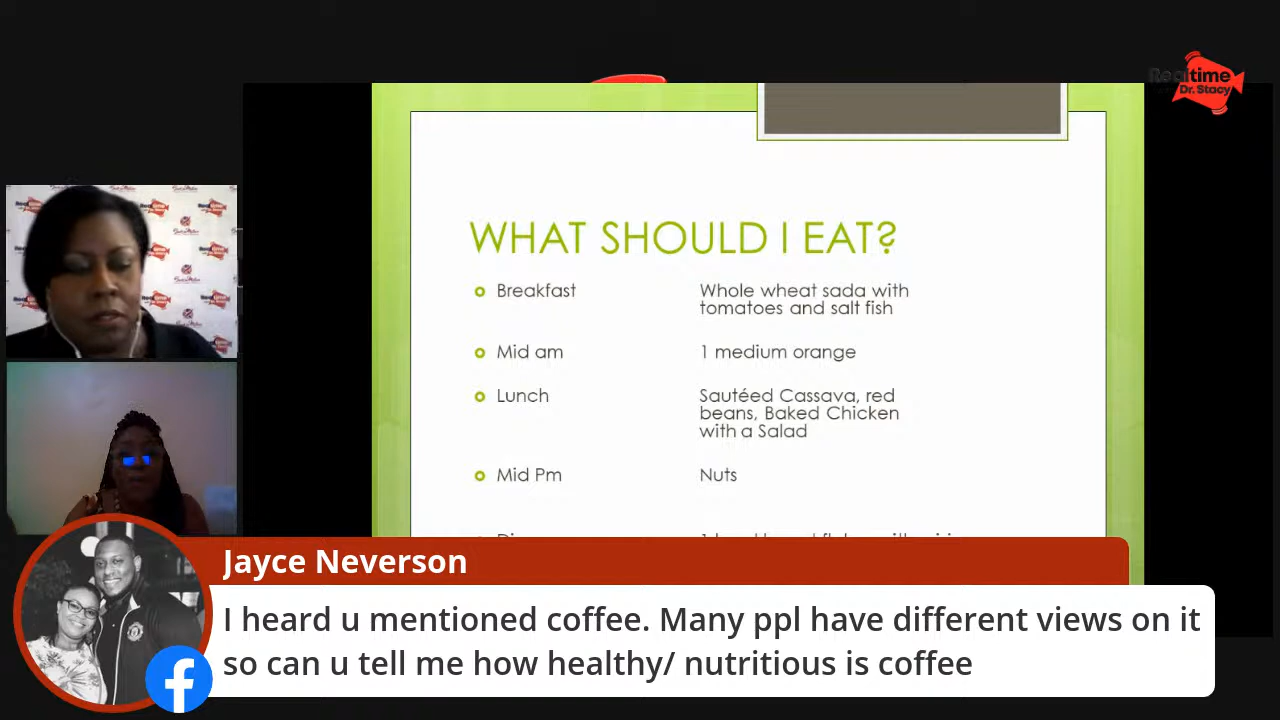 Realtime
Dr. Stacy
WHAT SHOULD I EAT?
Breakfast Whole wheat sada with
tomatoes and salt fish
Mid am 1 medium orange
Lunch Sautéed Cassava, red
beans, Baked Chicken
with a Salad
Mid Pm Nuts
Jayce Neverson
I heard u mentioned coffee. Many ppl have different views on it
so can u tell me how healthy/ nutritious is coffee